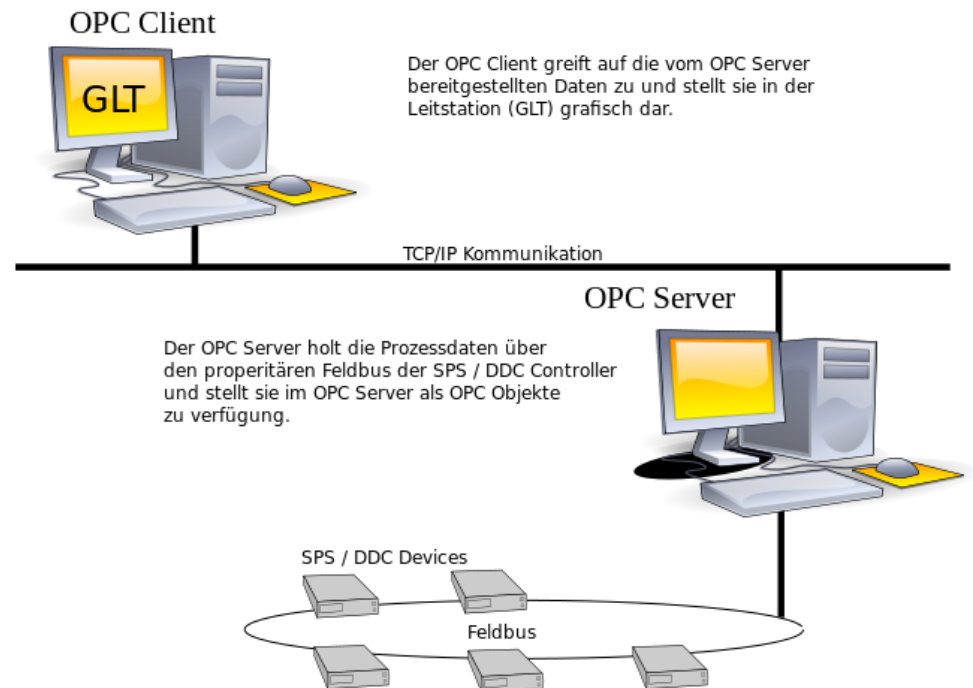 OPC Client
GLT
Der OPC Client greift auf die vom OPC Server
bereitgestellten Daten zu und stellt sie in der
Leitstation (GLT) grafisch dar.
TCP/IP Kommunikation
OPC Server
Der OPC Server holt die Prozessdaten über
den properitären Feldbus der SPS / DDC Controller
und stellt sie im OPC Server als OPC Objekte
zu verfügung.
SPS / DDC Devices
Feldbus